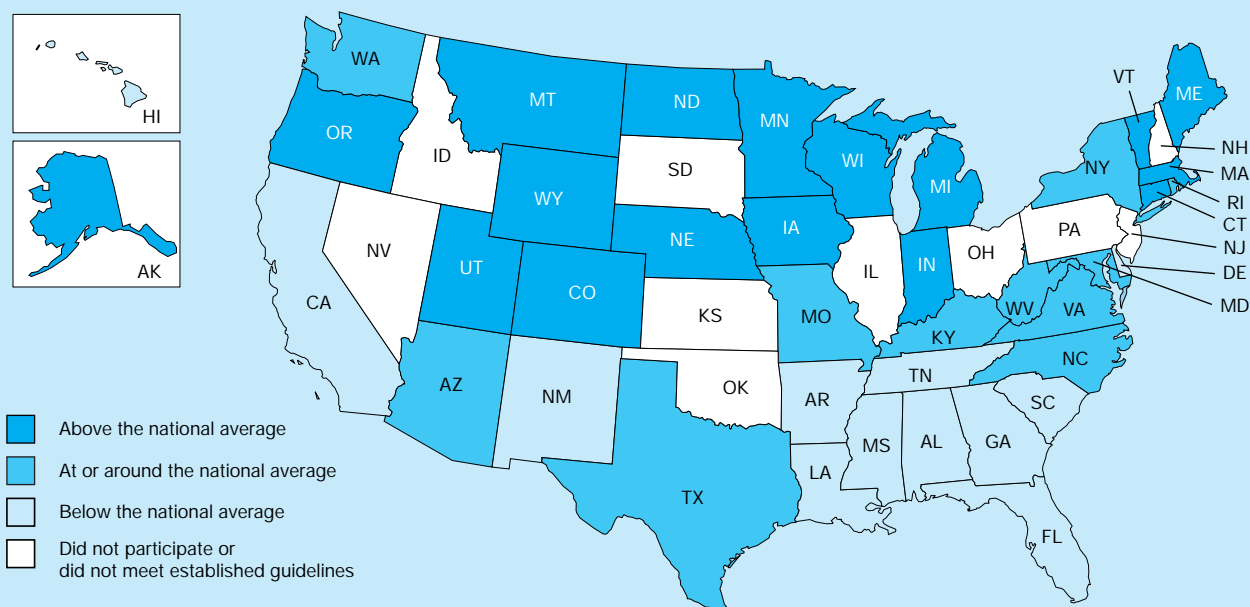 HI
AK
WA
OR
CA
ID
NV
MT
WY
UT
AZ
CO
NM
ND
SD
NE
KS
OK
TX
MN
IA
MO
AR
LA
WI
IL
MI
IN
OH
KY
TN
MS
AL
GA
FL
SC
NC
VA
WV
PA
NY
VT
ME
NH
MA
RI
CT
NJ
DE
MD
Above the national average
At or around the national average
Below the national average
Did not participate or
did not meet established guidelines